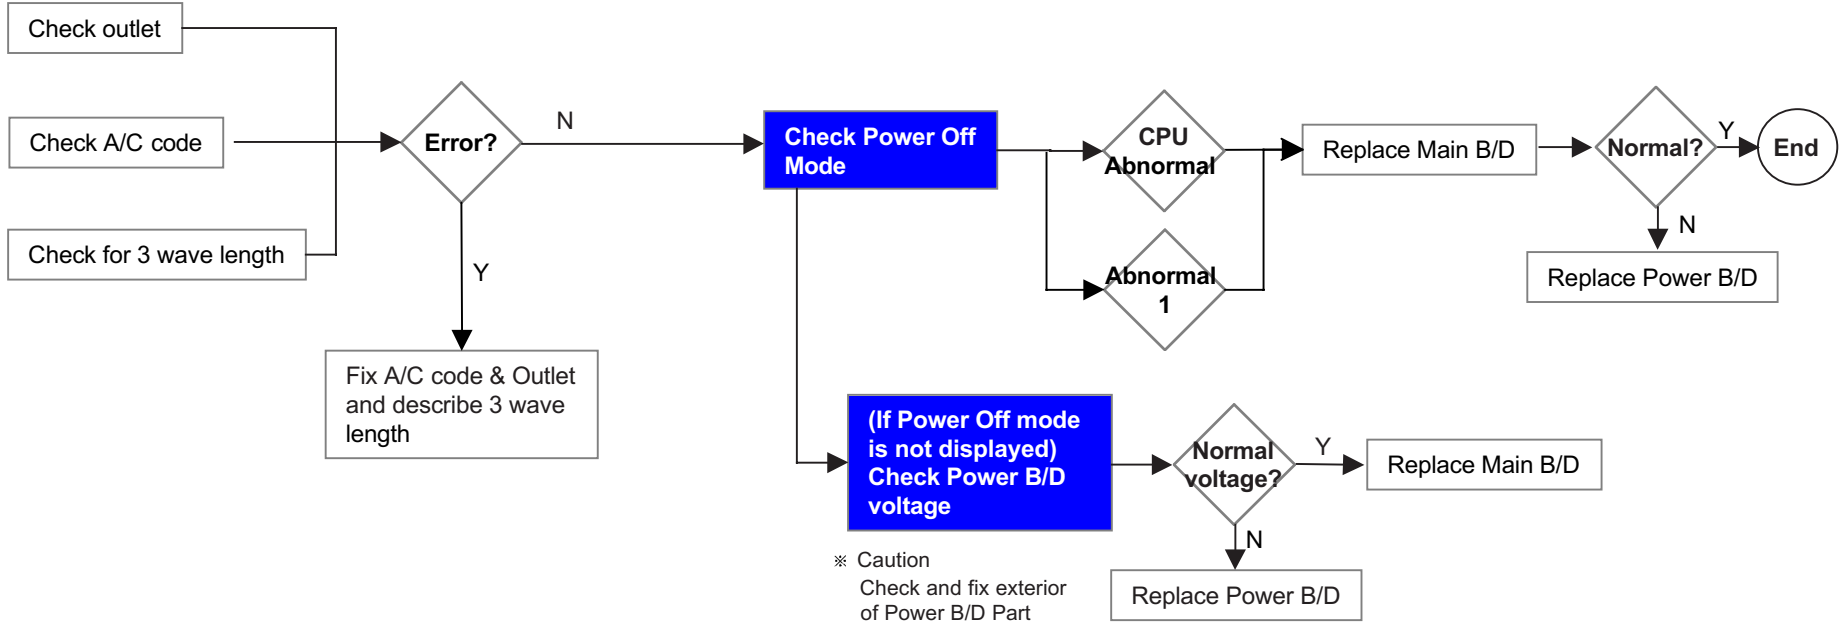 Check outlet
Check A/C code
Check for 3 wave length
Error?
N
Y
Fix A/C code & Outlet
and describe 3 wave
length
Check Power Off
Mode
CPU
Abnormal
Abnormal
1
Replace Main B/D
Normal?
Y
End
N
Replace Power B/D
(If Power Off mode
is not displayed)
Check Power B/D
voltage
Normal
voltage?
Y
Replace Main B/D
N
Replace Power B/D
※ Caution
Check and fix exterior
of Power B/D Part